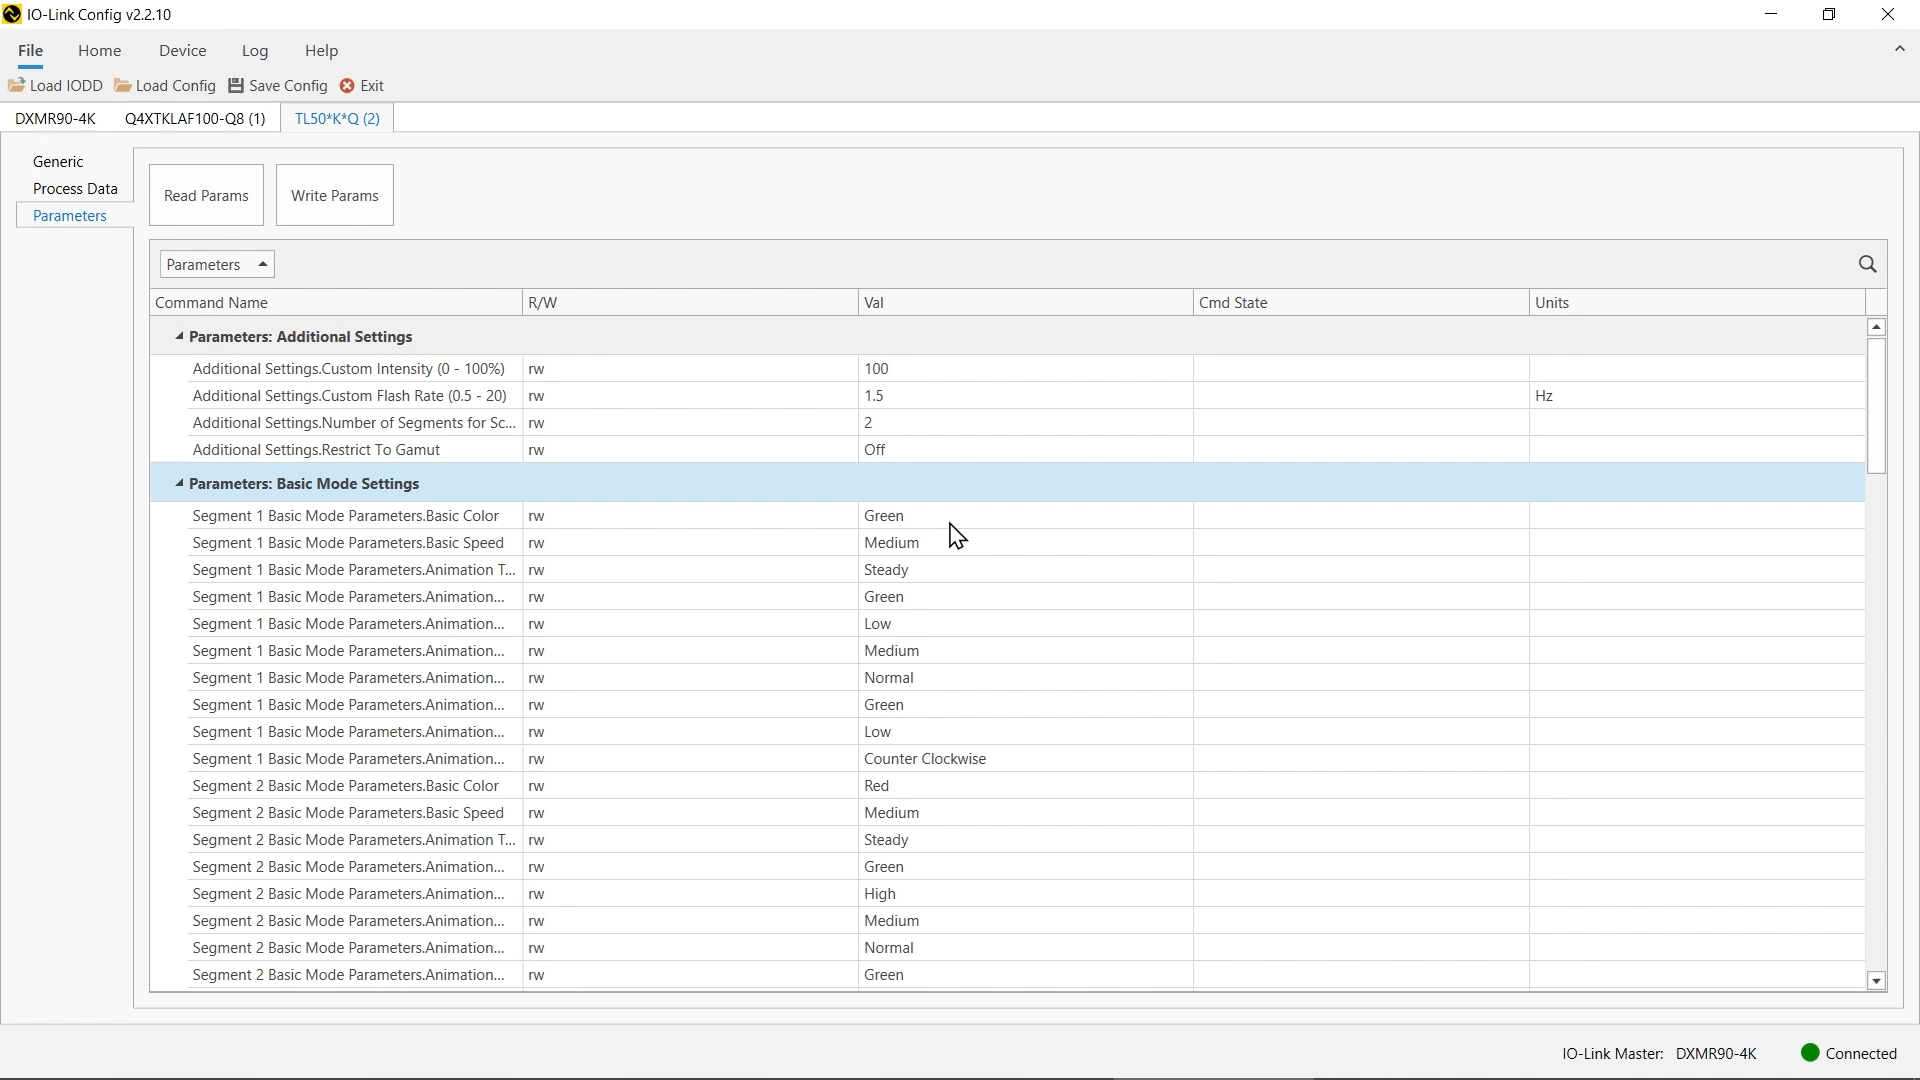 IO-Link Config v2.2.10
File Home Device Log Help
Load IODD Load Config Save Config Exit
DXMR90-4K Q4XTKLAF100-Q8 (1) TL50*K*Q (2)
Generic
Process Data
Parameters
Read Params Write Params
Parameters
Command Name R/W Val Cmd State Units
Parameters: Additional Settings
Additional Settings.Custom Intensity (0 - 100%) rw 100
Additional Settings.Custom Flash Rate (0.5 - 20) rw 1.5 Hz
Additional Settings.Number of Segments for Sc... rw 2
Additional Settings.Restrict To Gamut rw Off
Parameters: Basic Mode Settings
Segment 1 Basic Mode Parameters.Basic Color rw Green
Segment 1 Basic Mode Parameters.Basic Speed rw Medium
Segment 1 Basic Mode Parameters.Animation T... rw Steady
Segment 1 Basic Mode Parameters.Animation... rw Green
Segment 1 Basic Mode Parameters.Animation... rw Low
Segment 1 Basic Mode Parameters.Animation... rw Medium
Segment 1 Basic Mode Parameters.Animation... rw Normal
Segment 1 Basic Mode Parameters.Animation... rw Green
Segment 1 Basic Mode Parameters.Animation... rw Low
Segment 1 Basic Mode Parameters.Animation... rw Counter Clockwise
Segment 2 Basic Mode Parameters.Basic Color rw Red
Segment 2 Basic Mode Parameters.Basic Speed rw Medium
Segment 2 Basic Mode Parameters.Animation T... rw Steady
Segment 2 Basic Mode Parameters.Animation... rw Green
Segment 2 Basic Mode Parameters.Animation... rw High
Segment 2 Basic Mode Parameters.Animation... rw Medium
Segment 2 Basic Mode Parameters.Animation... rw Normal
Segment 2 Basic Mode Parameters.Animation... rw Green
IO-Link Master: DXMR90-4K Connected